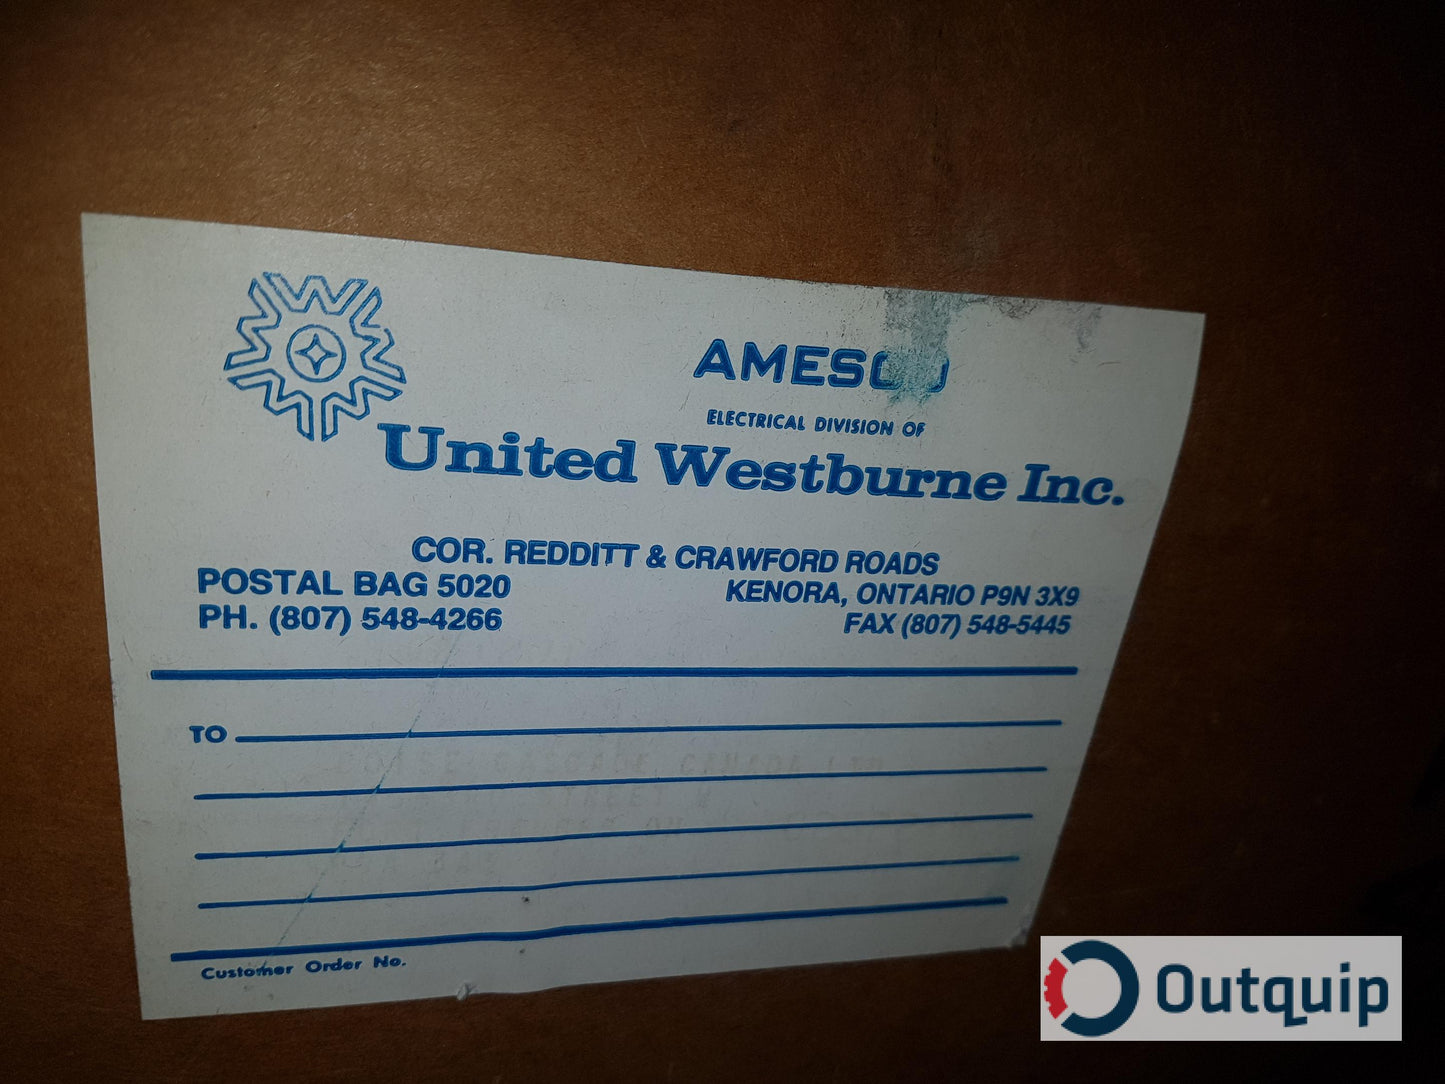 AMESCO
ELECTRICAL DIVISION OF
United Westburne Inc.
COR. REDDITT & CRAWFORD ROADS
POSTAL BAG 5020 KENORA, ONTARIO P9N 3X9
PH. (807) 548-4266 FAX (807) 548-5445
TO
Customer Order No.
Outquip